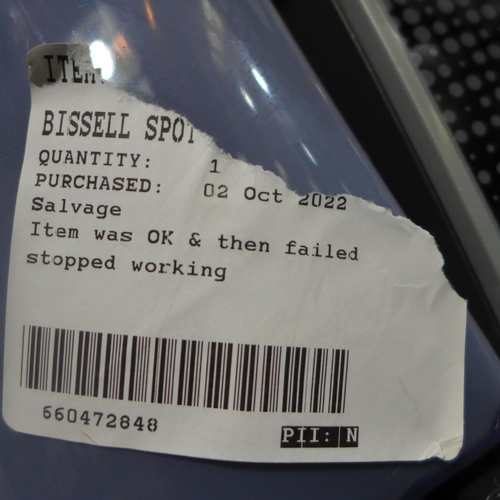 BISSELL SPOT
QUANTITY: 1
PURCHASED: 02 Oct 2022
Salvage
Item was OK & then failed
stopped working
660472848
PII: N